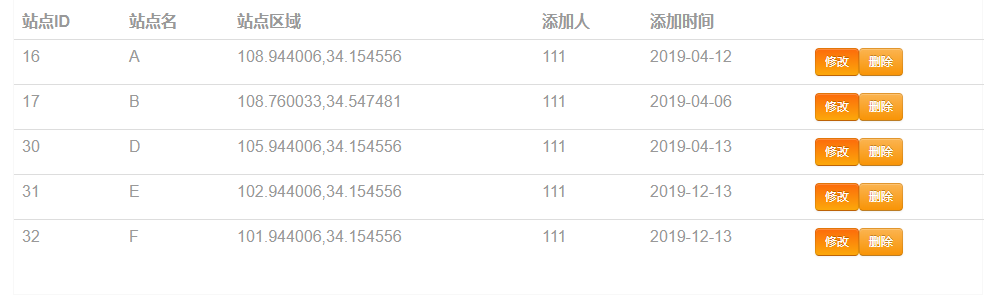 站点ID 站点名 站点区域 添加人 添加时间
16 A 108.944006,34.154556 111 2019-04-12 修改 删除
17 B 108.760033,34.547481 111 2019-04-06 修改 删除
30 D 105.944006,34.154556 111 2019-04-13 修改 删除
31 E 102.944006,34.154556 111 2019-12-13 修改 删除
32 F 101.944006,34.154556 111 2019-12-13 修改 删除